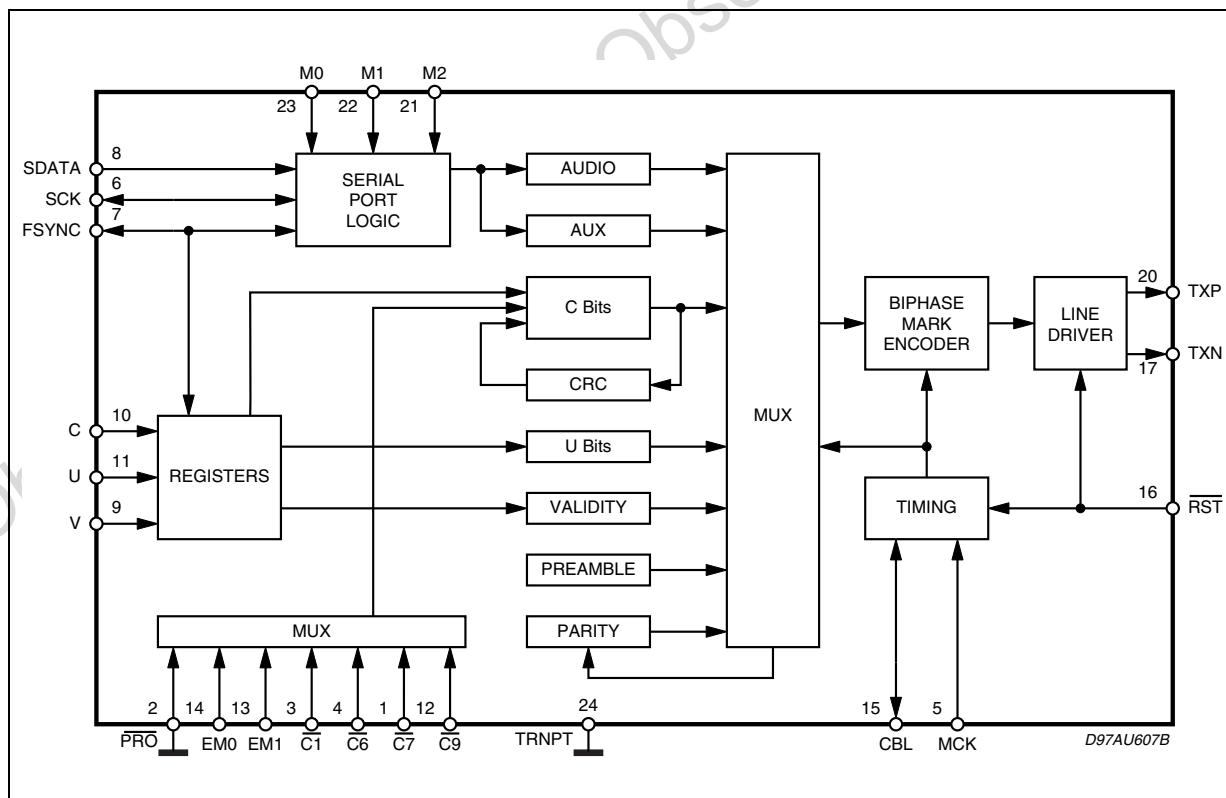 Obso
M0 M1 M2
23 22 21
SDATA 8
SCK 6
FSYNC 7
SERIAL
PORT
LOGIC
AUDIO
AUX
C Bits
CRC
U Bits
VALIDITY
PREAMBLE
PARITY
MUX
BIPHASE
MARK
ENCODER
LINE
DRIVER
20 TXP
TXN
17
C 10
U 11
V 9
REGISTERS
TIMING
16
RST
MUX
2 14 13 3 4 1 12
PRO EM0 EM1 C1 C6 C7 C9
24
TRNPT
15 5
CBL MCK
D97AU607B